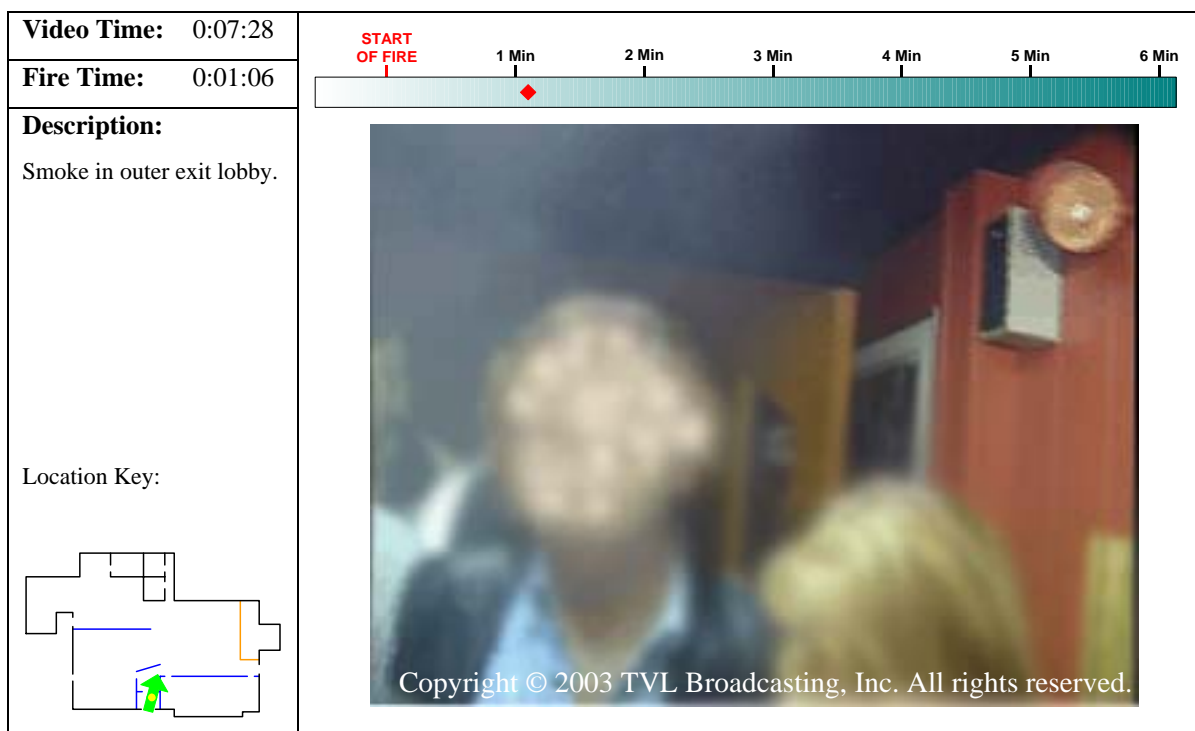 Video Time: 0:07:28
Fire Time: 0:01:06
Description:
Smoke in outer exit lobby.
Location Key:
START
OF FIRE
1 Min 2 Min 3 Min 4 Min 5 Min 6 Min
Copyright © 2003 TVL Broadcasting, Inc. All rights reserved.